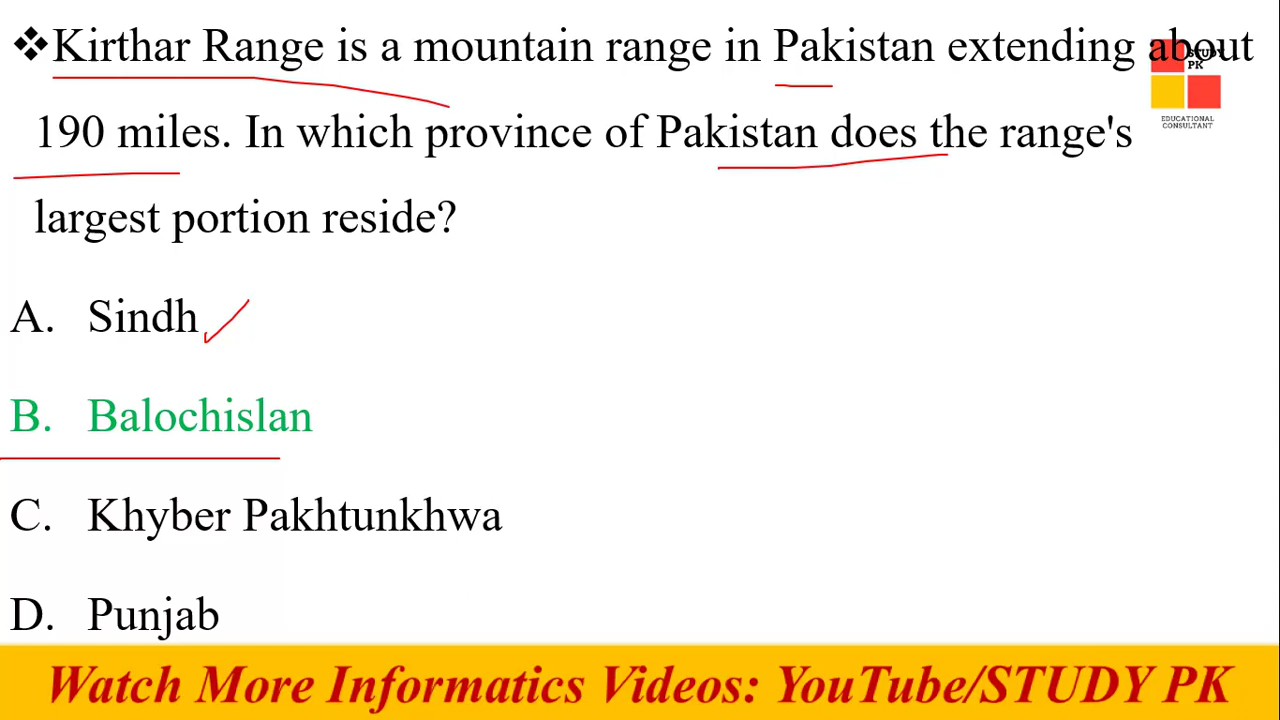 ❖Kirthar Range is a mountain range in Pakistan extending about
190 miles. In which province of Pakistan does the range's
largest portion reside?
STUDY
PK
EDUCATIONAL
CONSULTANT
A. Sindh
B. Balochislan
C. Khyber Pakhtunkhwa
D. Punjab
Watch More Informatics Videos: YouTube/STUDY PK